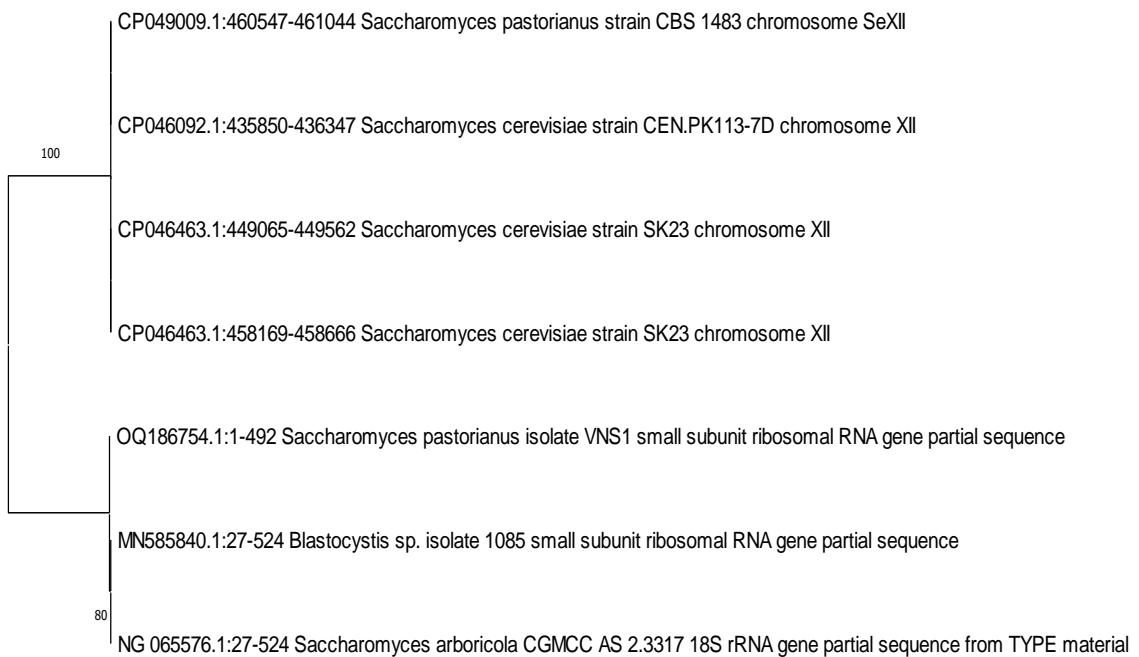 CP049009.1:460547-461044 Saccharomyces pastorianus strain CBS 1483 chromosome SeXII
CP046092.1:435850-436347 Saccharomyces cerevisiae strain CEN.PK113-7D chromosome XII
100
CP046463.1:449065-449562 Saccharomyces cerevisiae strain SK23 chromosome XII
CP046463.1:458169-458666 Saccharomyces cerevisiae strain SK23 chromosome XII
OQ186754.1:1-492 Saccharomyces pastorianus isolate VNS1 small subunit ribosomal RNA gene partial sequence
MN585840.1:27-524 Blastocystis sp. isolate 1085 small subunit ribosomal RNA gene partial sequence
80
NG 065576.1:27-524 Saccharomyces arboricola CGMCC AS 2.3317 18S rRNA gene partial sequence from TYPE material